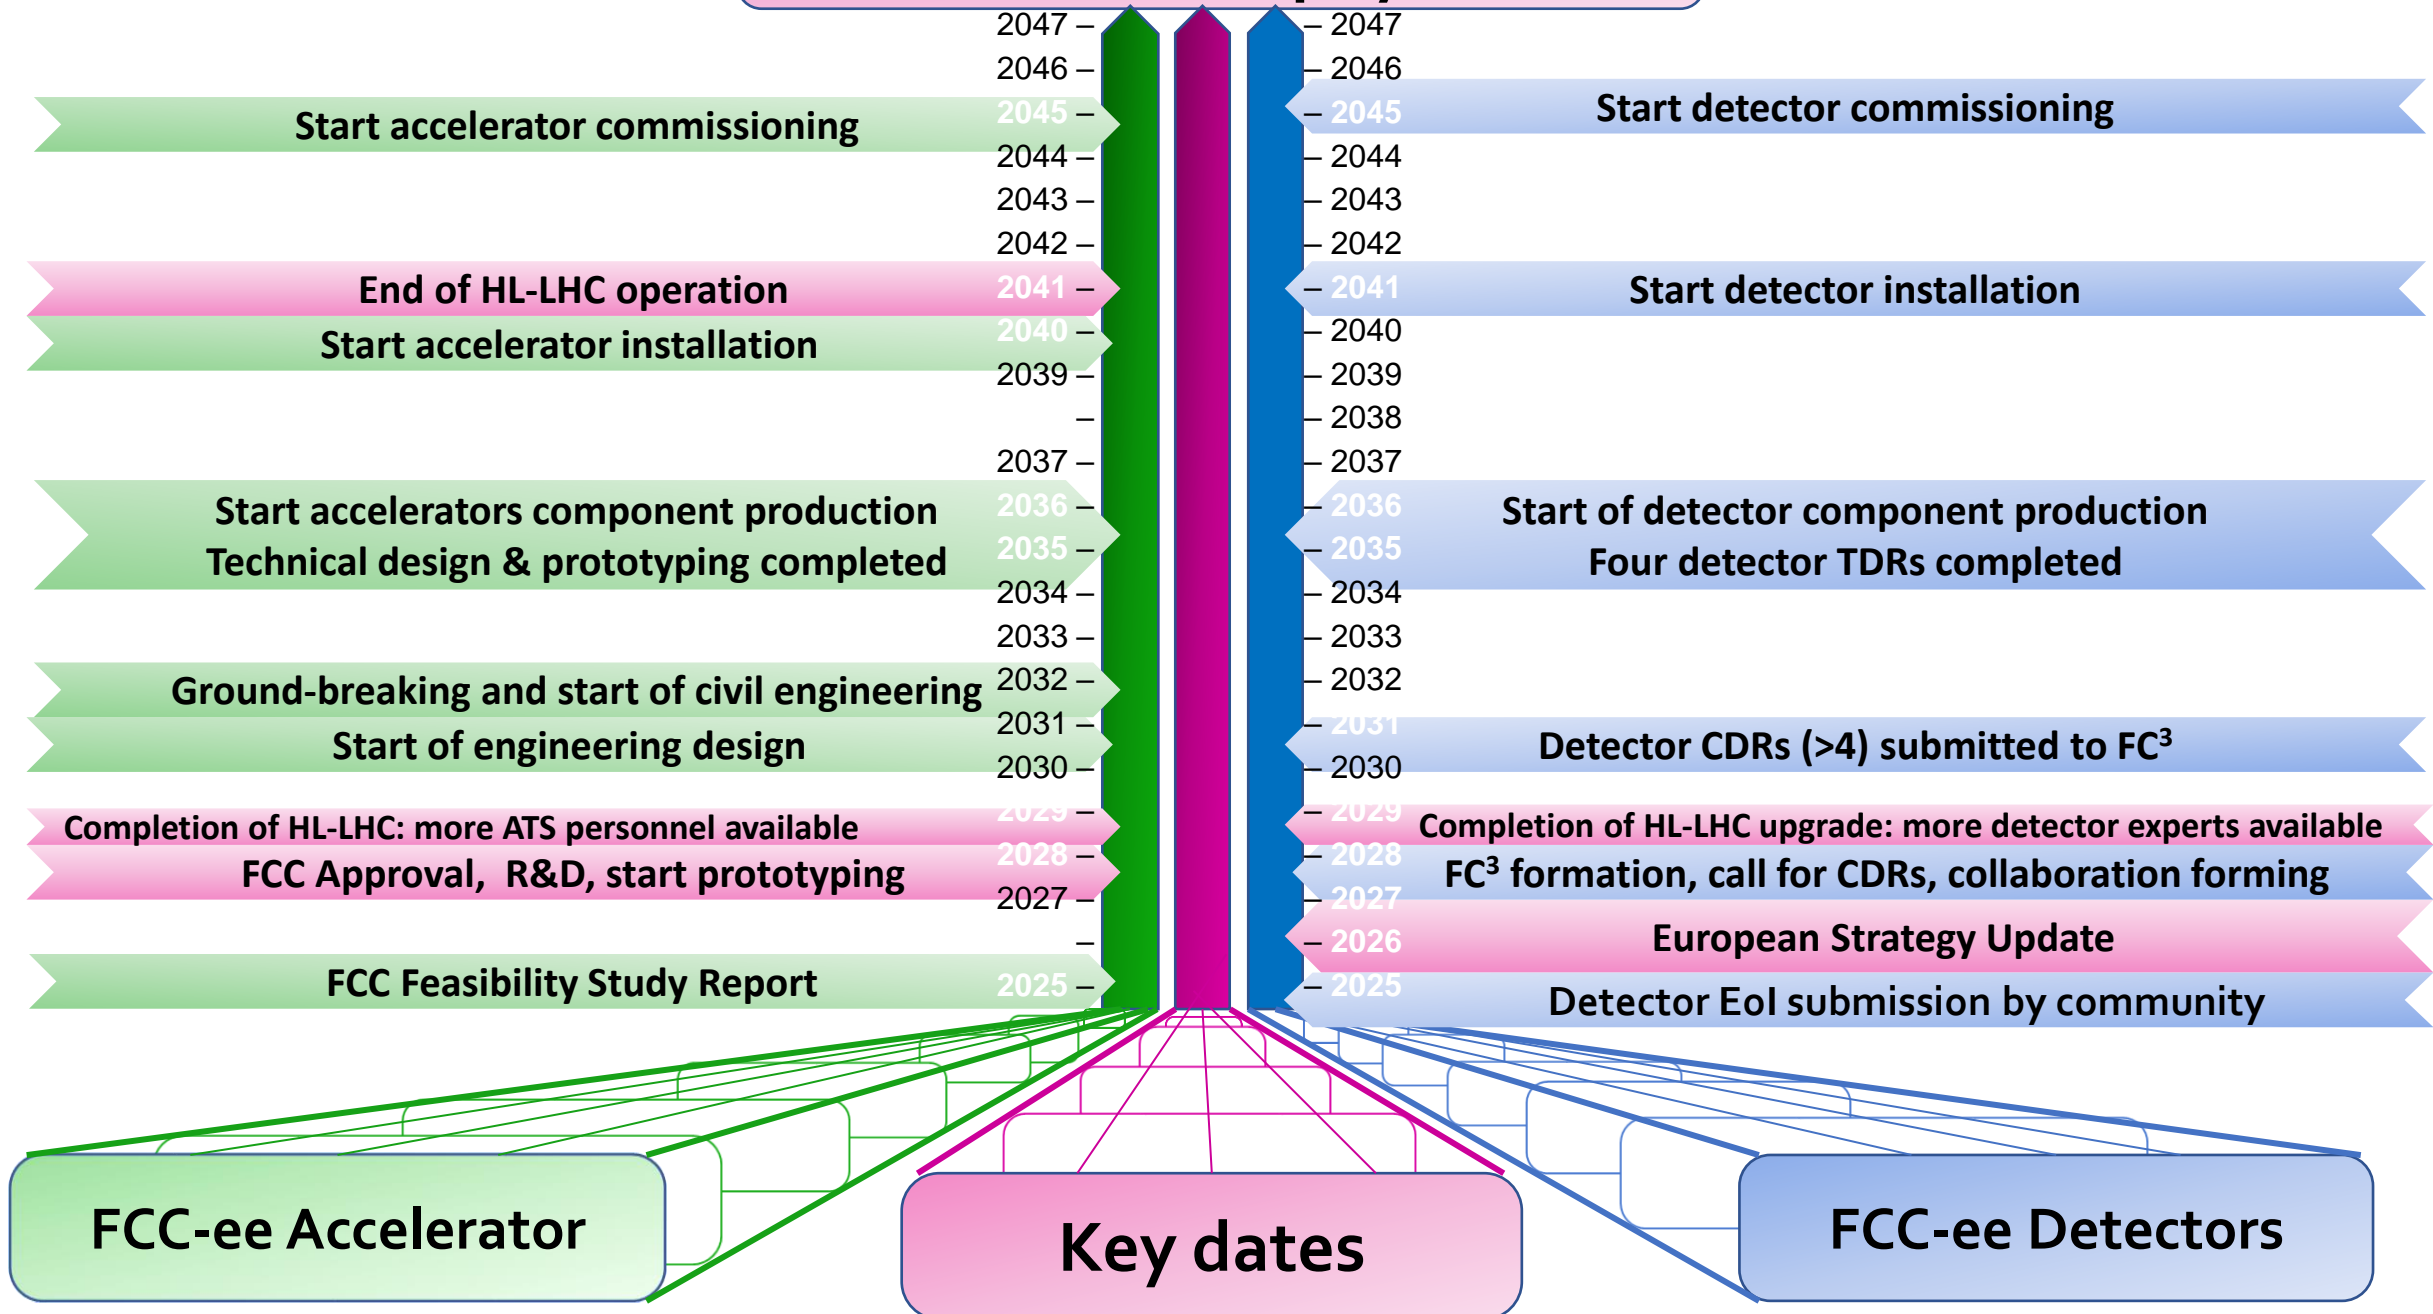 2047 – – 2047
2046 – – 2046
Start accelerator commissioning 2045 – – 2045 Start detector commissioning
2044 – – 2044
2043 – – 2043
2042 – – 2042
End of HL-LHC operation 2041 – – 2041 Start detector installation
Start accelerator installation 2040 – – 2040
2039 – – 2039
– – 2038
2037 – – 2037
Start accelerators component production 2036 – – 2036 Start of detector component production
Technical design & prototyping completed 2035 – – 2035 Four detector TDRs completed
2034 – – 2034
2033 – – 2033
Ground-breaking and start of civil engineering 2032 – – 2032
2031 – – 2031
Start of engineering design Detector CDRs (>4) submitted to FC³
2030 – – 2030
2029 – – 2029
Completion of HL-LHC: more ATS personnel available Completion of HL-LHC upgrade: more detector experts available
2028 – – 2028
FCC Approval, R&D, start prototyping FC³ formation, call for CDRs, collaboration forming
2027 – – 2027
– – 2026 European Strategy Update
FCC Feasibility Study Report 2025 – – 2025
Detector EoI submission by community
FCC-ee Accelerator
Key dates
FCC-ee Detectors